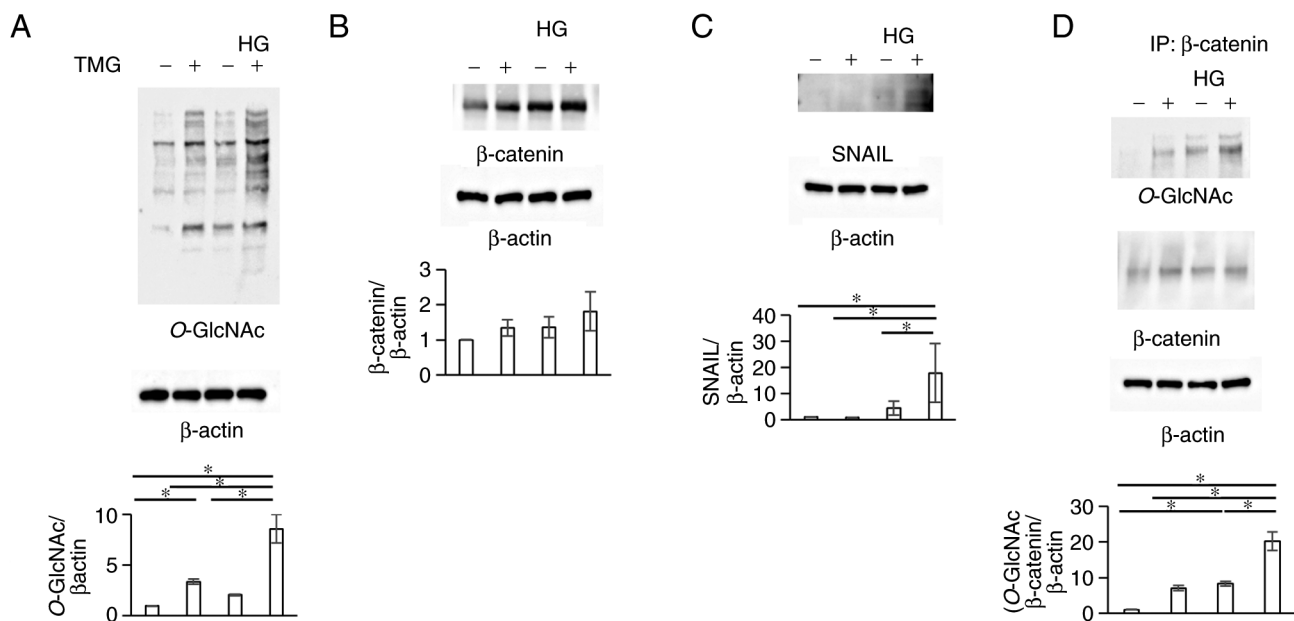 A
HG
TMG − + − +
O-GlcNAc
β-actin
* * * *
O-GlcNAc/
βactin
10
5
0
B
HG
− + − +
β-catenin
β-actin
β-catenin/
β-actin
3
2
1
0
C
HG
− + − +
SNAIL
β-actin
* * *
SNAIL/
β-actin
40
30
20
10
0
D
IP: β-catenin
HG
− + − +
O-GlcNAc
β-catenin
β-actin
* * * *
(O-GlcNAC
β-catenin/
β-actin
30
20
10
0